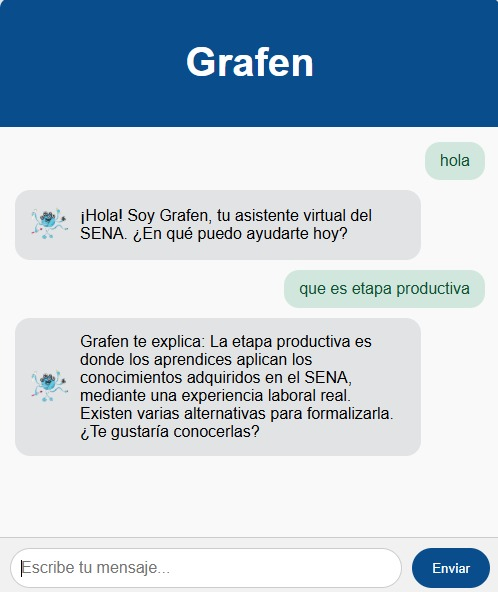 Grafen
hola
¡Hola! Soy Grafen, tu asistente virtual del
SENA. ¿En qué puedo ayudarte hoy?
que es etapa productiva
Grafen te explica: La etapa productiva es
donde los aprendices aplican los
conocimientos adquiridos en el SENA,
mediante una experiencia laboral real.
Existen varias alternativas para formalizarla.
¿Te gustaría conocerlas?
Escribe tu mensaje...
Enviar